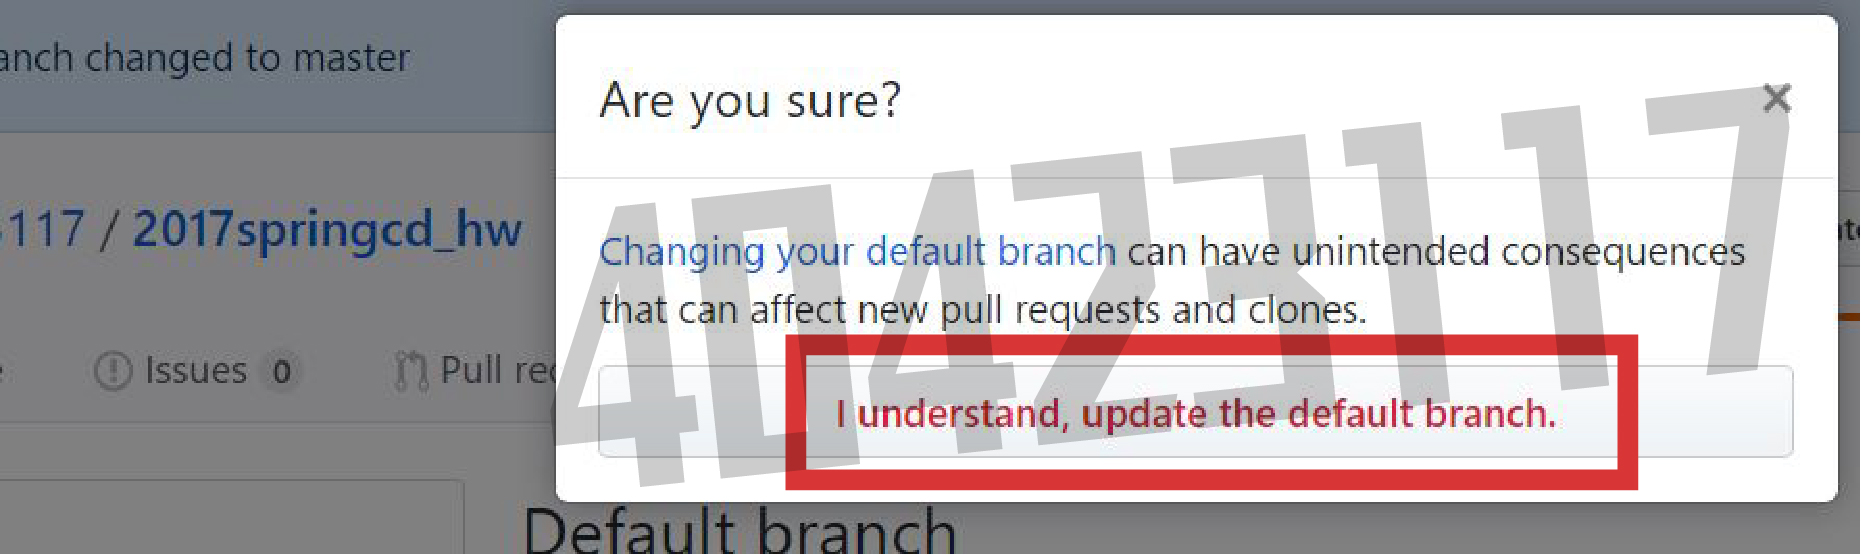 anch changed to master
Are you sure?
117 / 2017springcd_hw
Changing your default branch can have unintended consequences
that can affect new pull requests and clones.
Issues 0
Pull
I understand, update the default branch.
Default branch
40423117